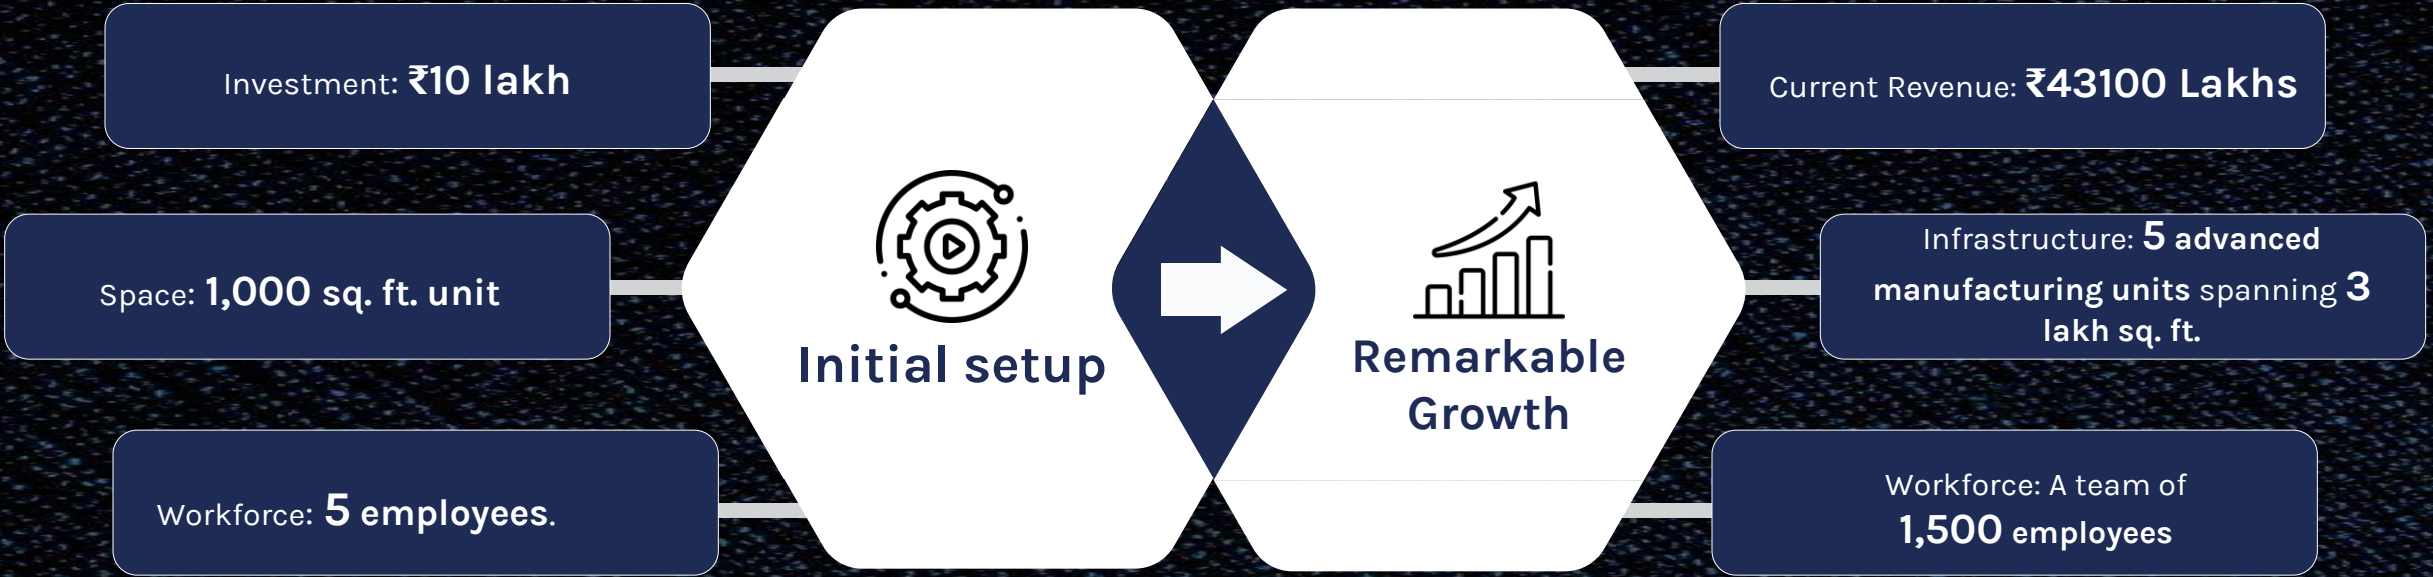 Investment: ₹10 lakh
Space: 1,000 sq. ft. unit
Workforce: 5 employees.
Initial setup
Remarkable
Growth
Current Revenue: ₹43100 Lakhs
Infrastructure: 5 advanced
manufacturing units spanning 3
lakh sq. ft.
Workforce: A team of
1,500 employees